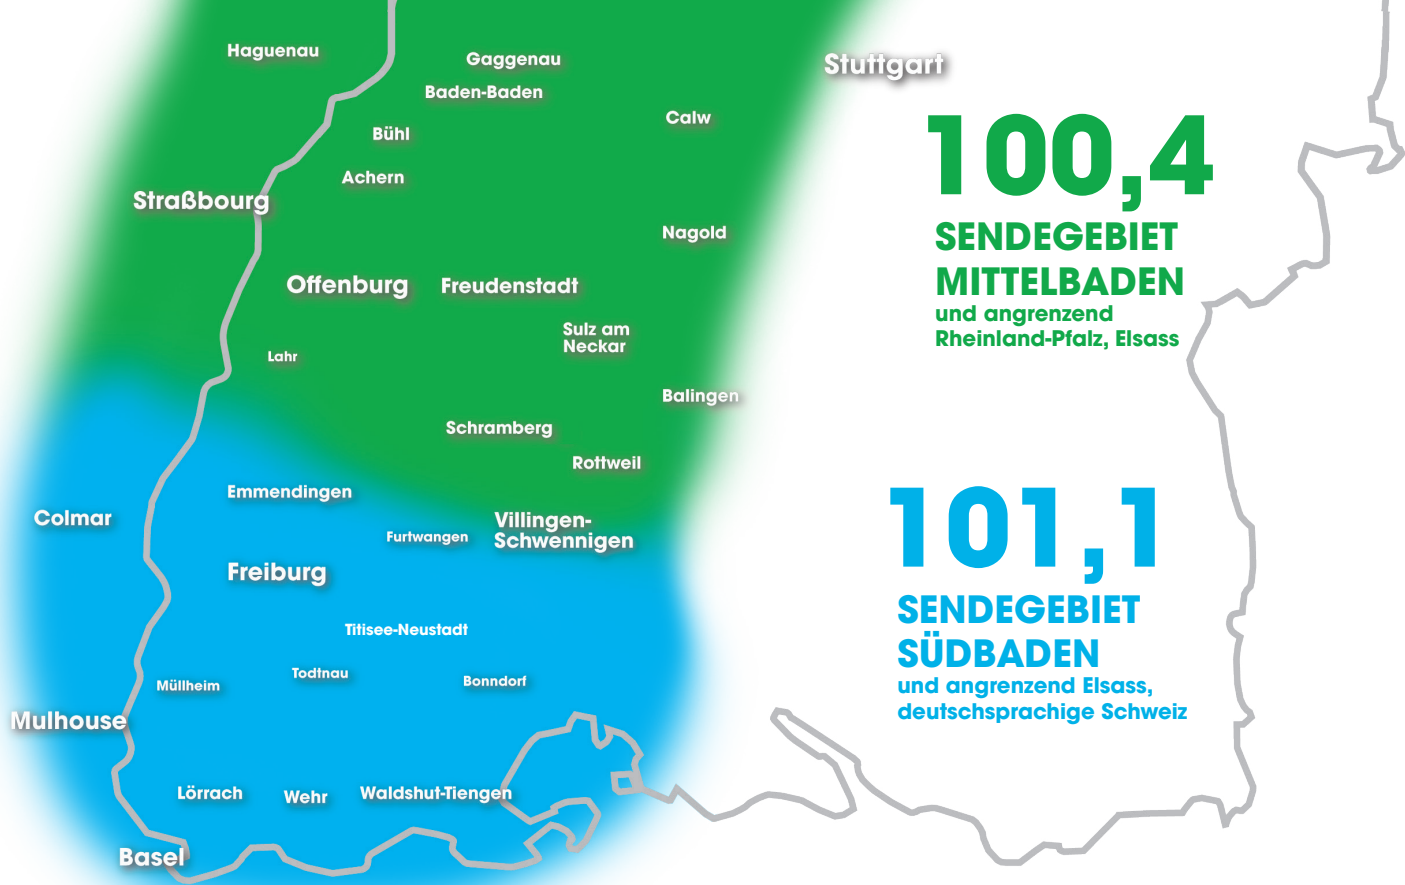 Haguenau
Gaggenau
Stuttgart
Baden-Baden
Calw
Bühl
Achern
Straßbourg
Nagold
Offenburg
Freudenstadt
Sulz am
Neckar
Lahr
Balingen
Schramberg
Rottweil
Emmendingen
Colmar
Villingen-
Schwennigen
Furtwangen
Freiburg
Titisee-Neustadt
Todtnau
Müllheim
Bonndorf
Mulhouse
Lörrach
Wehr
Waldshut-Tiengen
Basel
100,4
SENDEGEBIET
MITTELBADEN
und angrenzend
Rheinland-Pfalz, Elsass
101,1
SENDEGEBIET
SÜDBADEN
und angrenzend Elsass,
deutschsprachige Schweiz